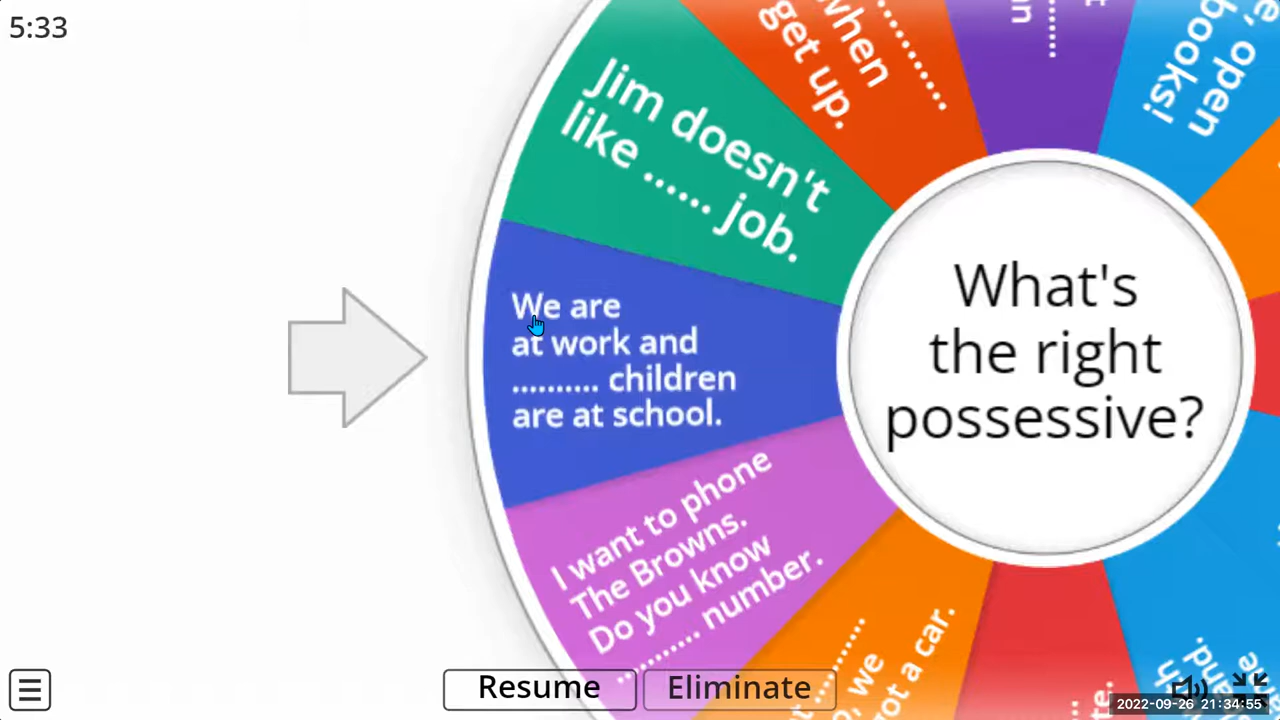 5:33
when
get up.
e, open
books!
Jim doesn't
like ...... job.
We are
at work and
.......... children
are at school.
What's
the right
possessive?
I want to phone
The Browns.
Do you know
.......... number.
we
got a car.
Resume
Eliminate
2022-09-26 21:34:55